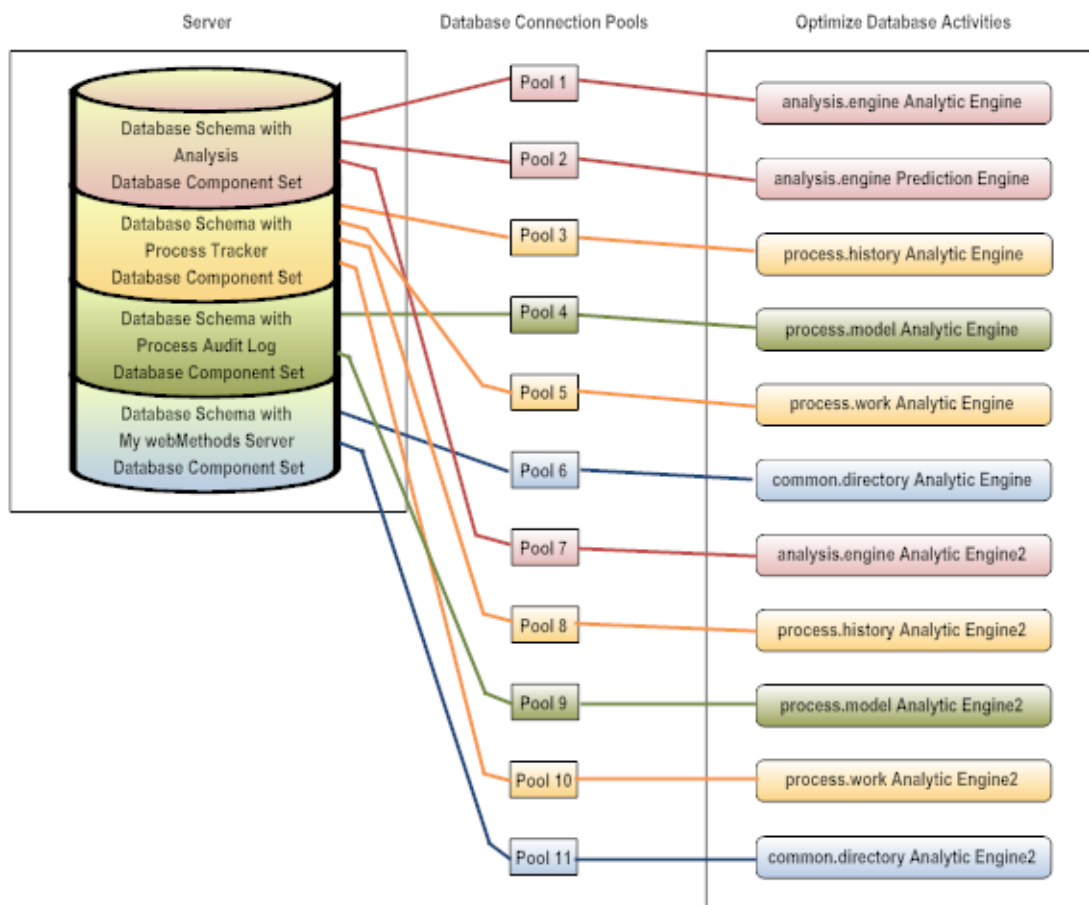 Server
Database Connection Pools
Optimize Database Activities
Database Schema with
Analysis
Database Component Set
Database Schema with
Process Tracker
Database Component Set
Database Schema with
Process Audit Log
Database Component Set
Database Schema with
My webMethods Server
Database Component Set
Pool 1
Pool 2
Pool 3
Pool 4
Pool 5
Pool 6
Pool 7
Pool 8
Pool 9
Pool 10
Pool 11
analysis.engine Analytic Engine
analysis.engine Prediction Engine
process.history Analytic Engine
process.model Analytic Engine
process.work Analytic Engine
common.directory Analytic Engine
analysis.engine Analytic Engine2
process.history Analytic Engine2
process.model Analytic Engine2
process.work Analytic Engine2
common.directory Analytic Engine2